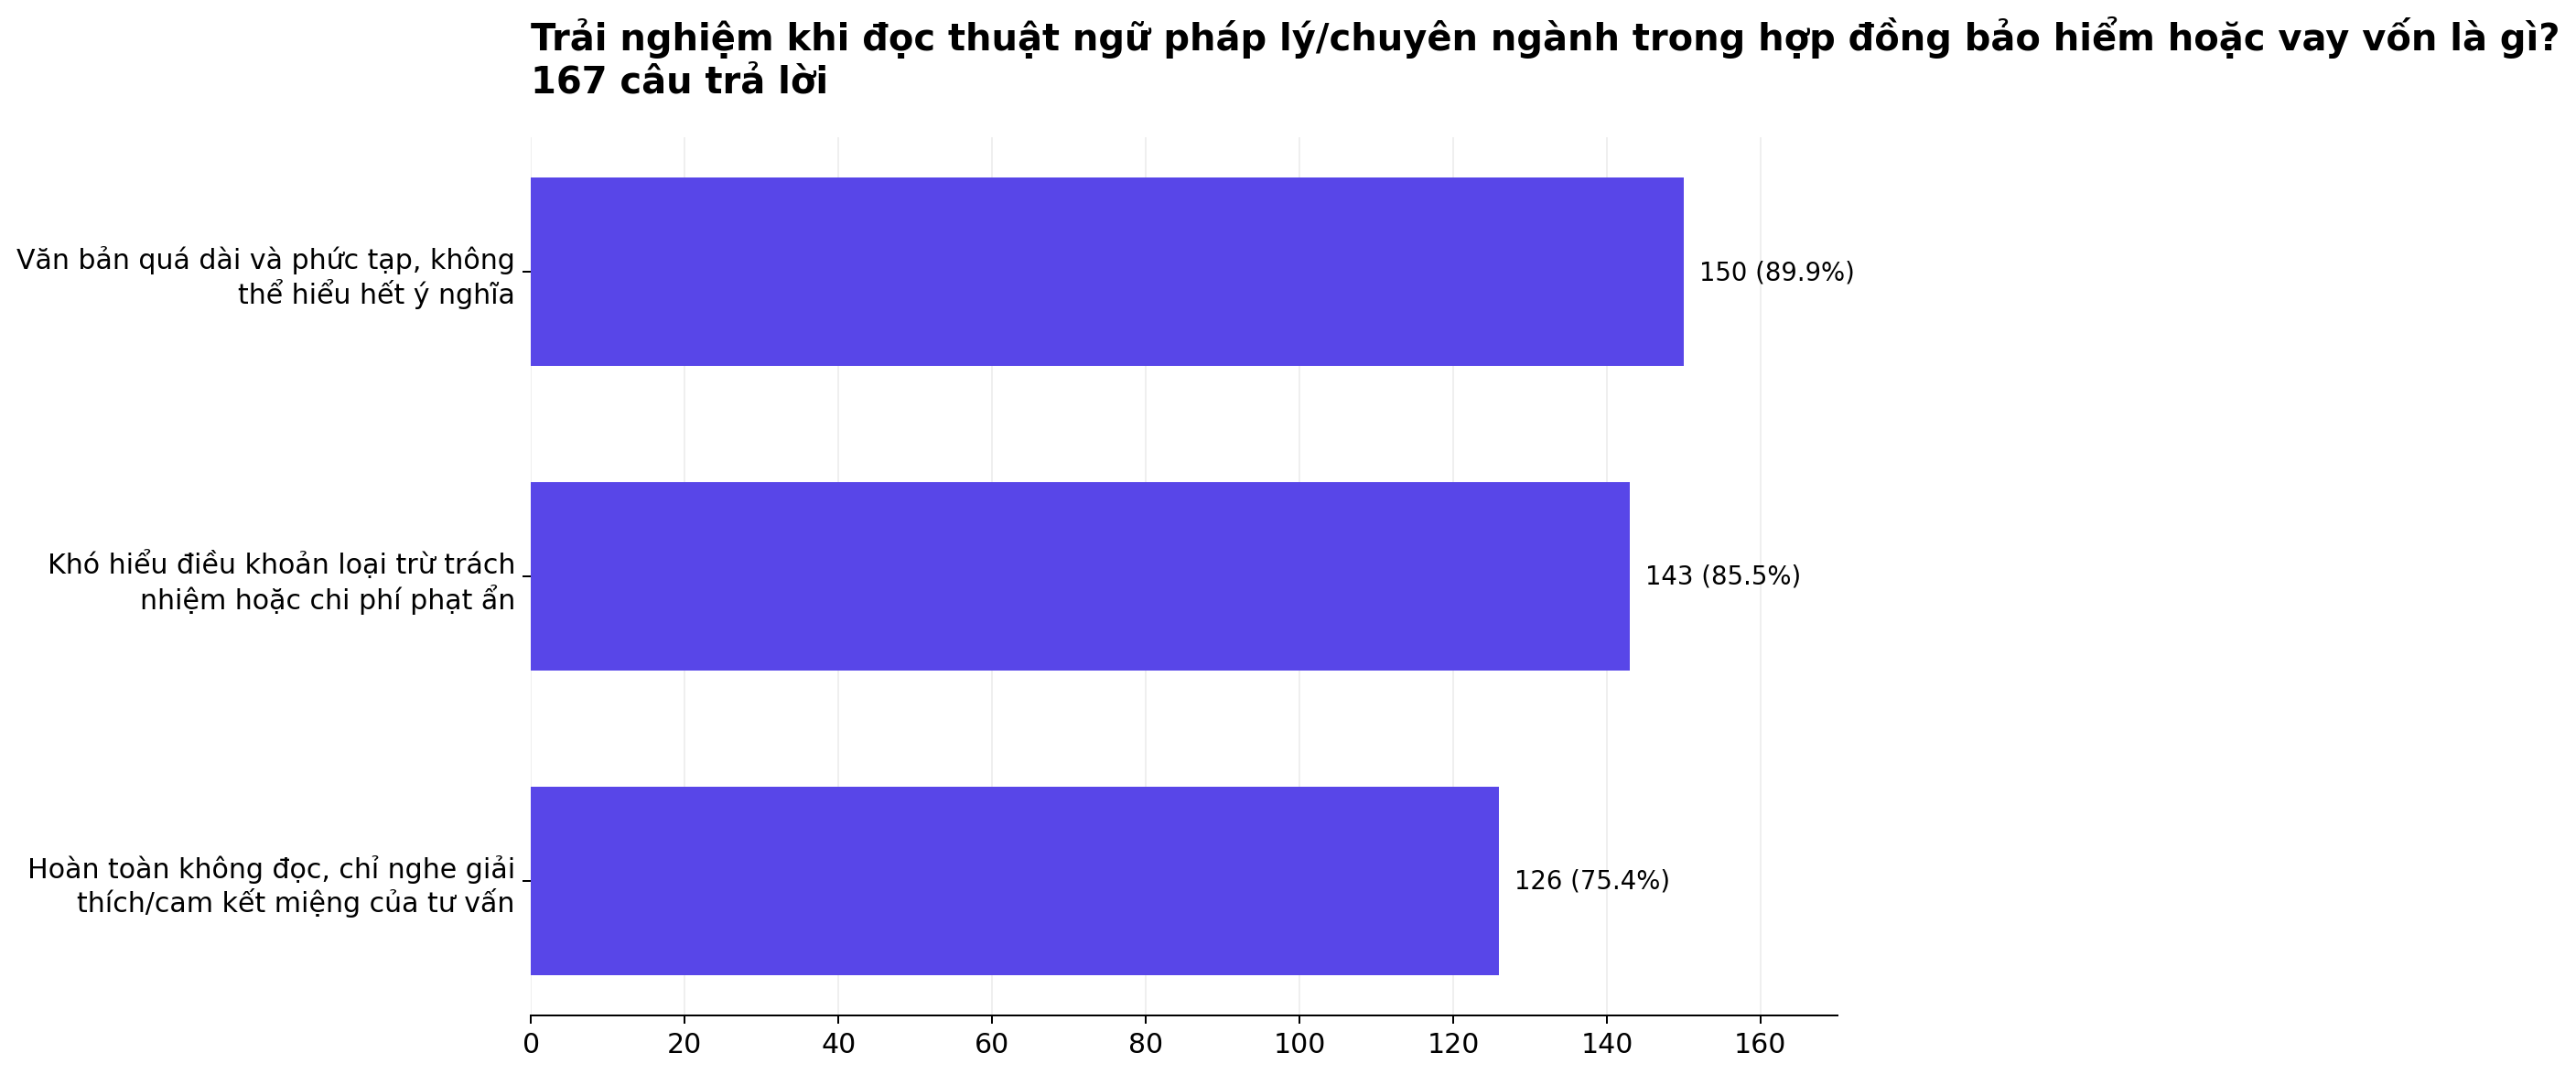 Trải nghiệm khi đọc thuật ngữ pháp lý/chuyên ngành trong hợp đồng bảo hiểm hoặc vay vốn là gì?
167 câu trả lời
Văn bản quá dài và phức tạp, không
thể hiểu hết ý nghĩa
150 (89.9%)
Khó hiểu điều khoản loại trừ trách
nhiệm hoặc chi phí phạt ẩn
143 (85.5%)
Hoàn toàn không đọc, chỉ nghe giải
thích/cam kết miệng của tư vấn
126 (75.4%)
0 20 40 60 80 100 120 140 160